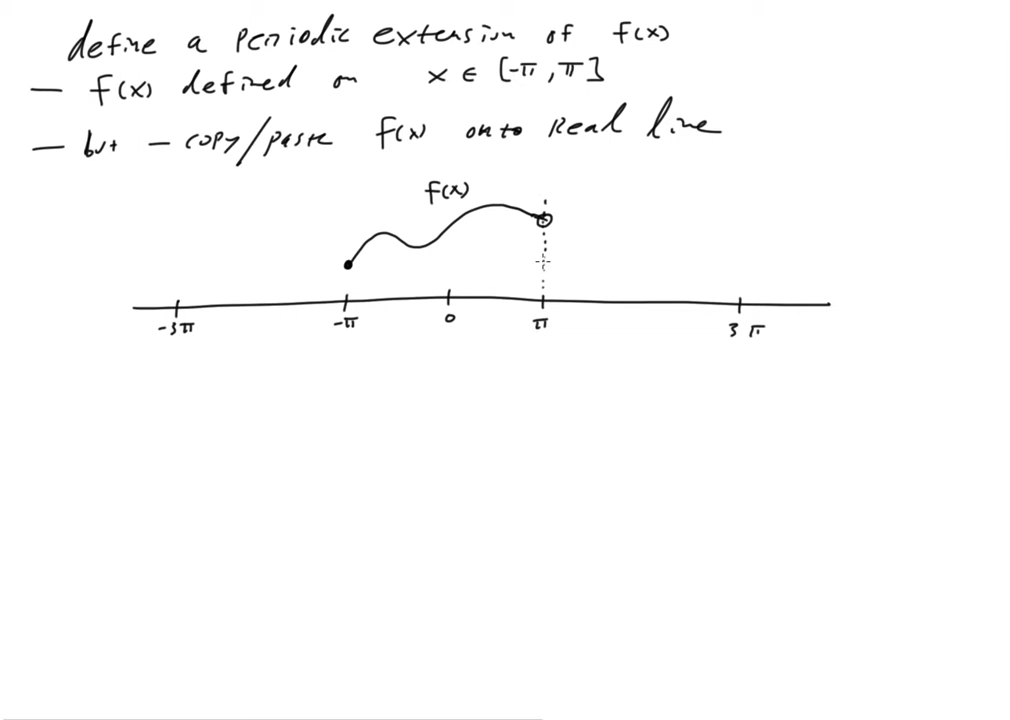 define a periodic extension of f(x)
— f(x) defined on x ∈ [-π, π]
— but — copy/paste f(x) onto Real line
f(x)
-3π -π 0 π 3π